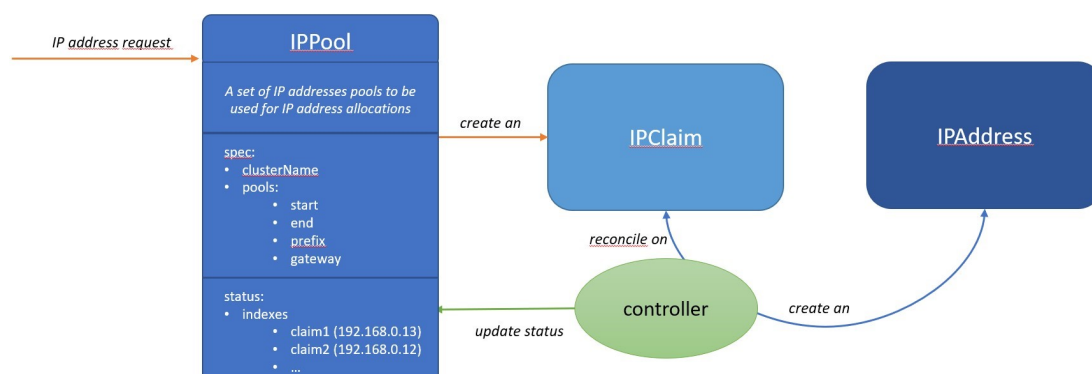 IP address request
IPPool
A set of IP addresses pools to be
used for IP address allocations
create an
IPClaim
IPAddress
spec:
• clusterName
• pools:
• start
• end
• prefix
• gateway
reconcile on
controller
create an
update status
status:
• indexes
• claim1 (192.168.0.13)
• claim2 (192.168.0.12)
• ...